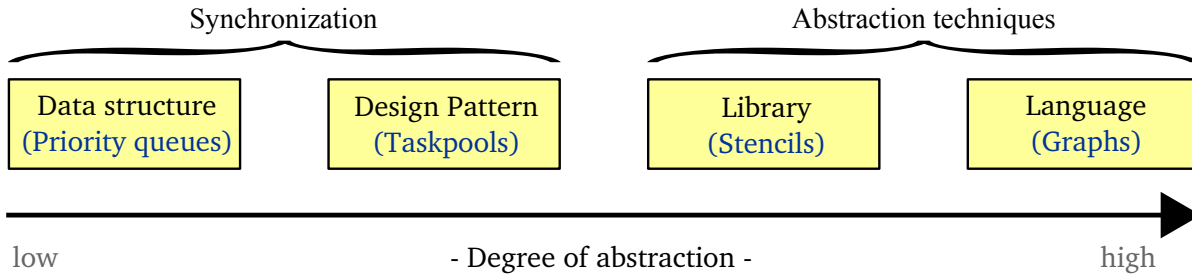 Synchronization
Abstraction techniques
Data structure
(Priority queues)
Design Pattern
(Taskpools)
Library
(Stencils)
Language
(Graphs)
low
- Degree of abstraction -
high